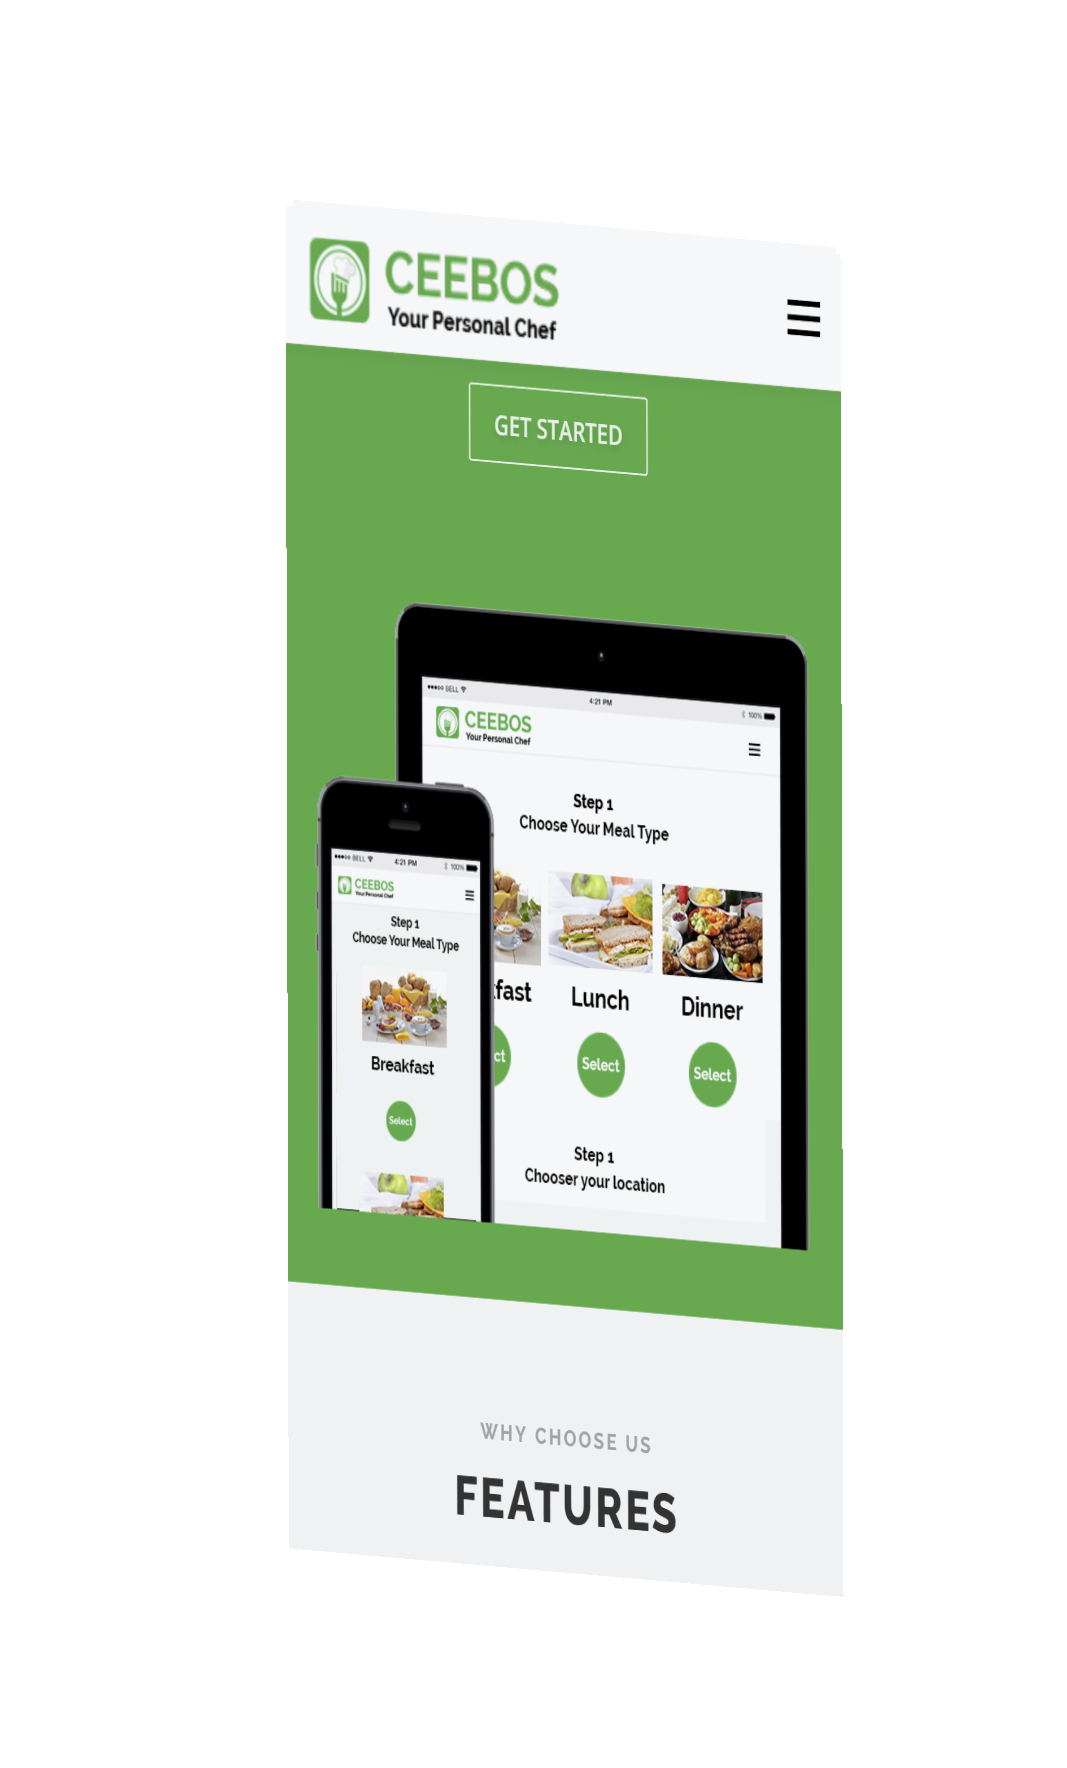 CEEBOS
Your Personal Chef
GET STARTED
●●●●○ BELL 4:21 PM 100%
CEEBOS
Your Personal Chef
Step 1
Choose Your Meal Type
kfast Lunch Dinner
ct Select Select
Step 1
Chooser your location
●●●●○ BELL 4:21 PM 100%
CEEBOS
Your Personal Chef
Step 1
Choose Your Meal Type
Breakfast
Select
WHY CHOOSE US
FEATURES